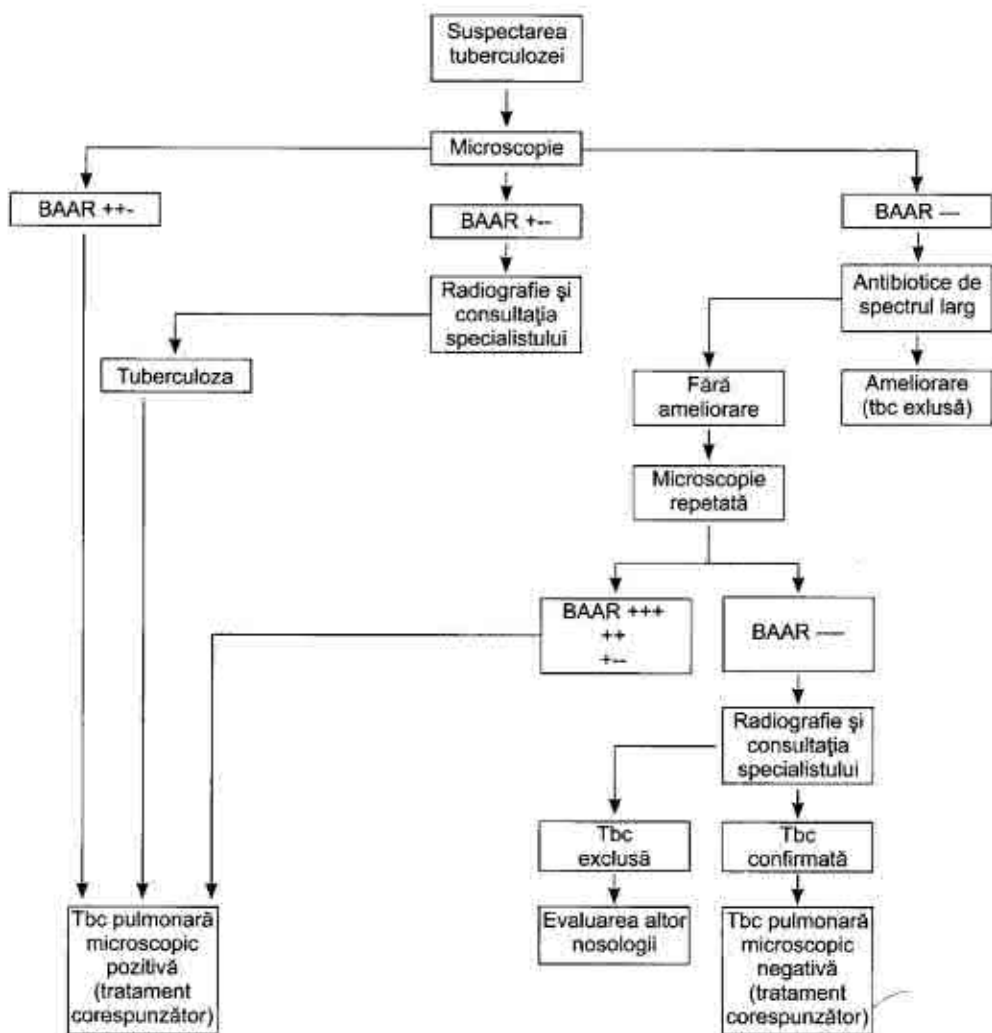 Suspectarea
tuberculozei
Microscopie
BAAR ++-
BAAR +--
BAAR ---
Radiografie şi
consultaţia
specialistului
Antibiotice de
spectrul larg
Tuberculoza
Fără
ameliorare
Ameliorare
(tbc exlusă)
Microscopie
repetată
BAAR +++
++
+--
BAAR ----
Radiografie şi
consultaţia
specialistului
Tbc
exclusă
Tbc
confirmată
Tbc pulmonară
microscopic
pozitivă
(tratament
corespunzător)
Evaluarea altor
nosologii
Tbc pulmonară
microscopic
negativă
(tratament
corespunzător)